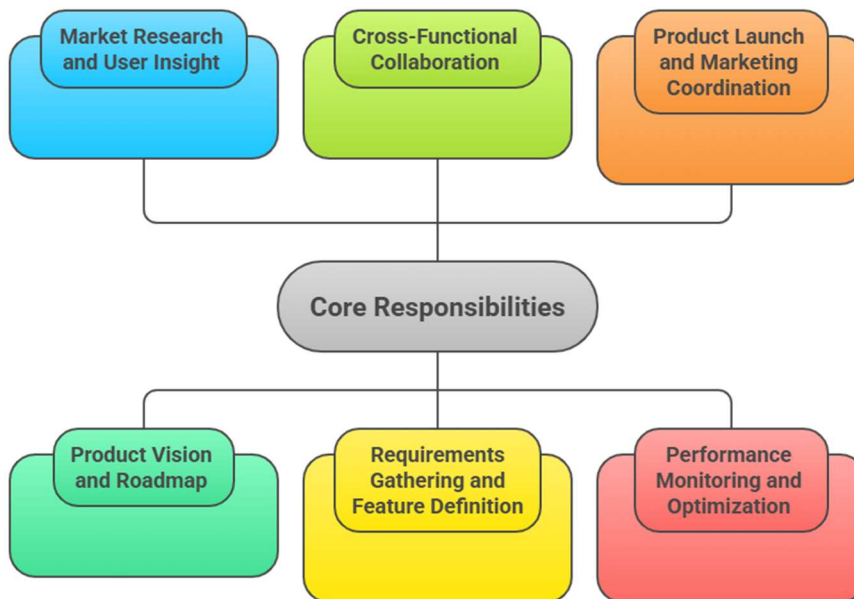 Market Research
and User Insight
Cross-Functional
Collaboration
Product Launch
and Marketing
Coordination
Core Responsibilities
Product Vision
and Roadmap
Requirements
Gathering and
Feature Definition
Performance
Monitoring and
Optimization